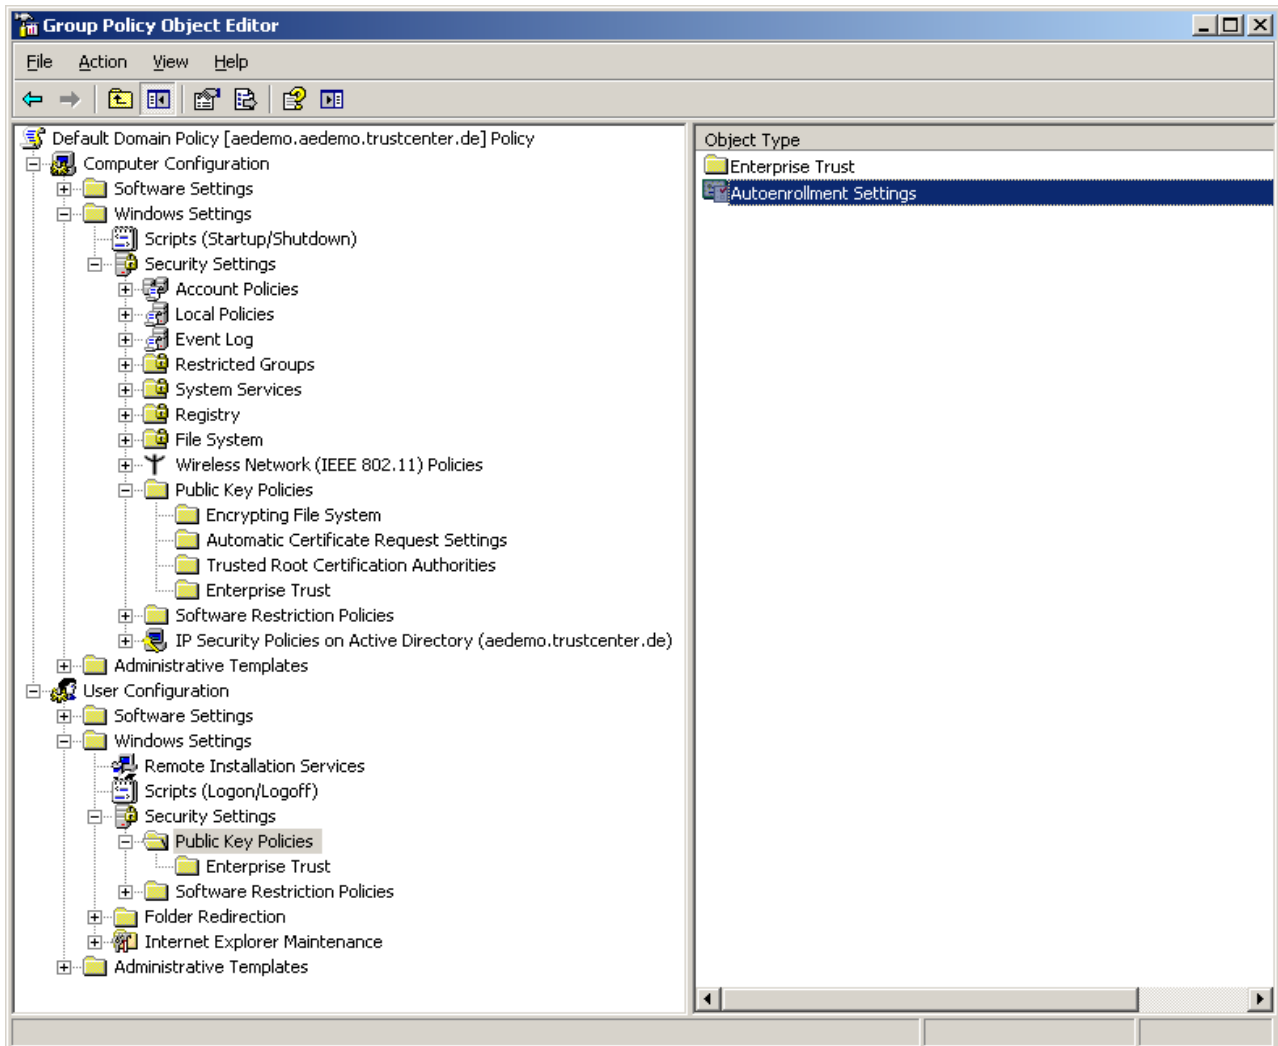 Group Policy Object Editor
File Action View Help
Default Domain Policy [aedemo.aedemo.trustcenter.de] Policy
Computer Configuration
Software Settings
Windows Settings
Scripts (Startup/Shutdown)
Security Settings
Account Policies
Local Policies
Event Log
Restricted Groups
System Services
Registry
File System
Wireless Network (IEEE 802.11) Policies
Public Key Policies
Encrypting File System
Automatic Certificate Request Settings
Trusted Root Certification Authorities
Enterprise Trust
Software Restriction Policies
IP Security Policies on Active Directory (aedemo.trustcenter.de)
Administrative Templates
User Configuration
Software Settings
Windows Settings
Remote Installation Services
Scripts (Logon/Logoff)
Security Settings
Public Key Policies
Enterprise Trust
Software Restriction Policies
Folder Redirection
Internet Explorer Maintenance
Administrative Templates
Object Type
Enterprise Trust
Autoenrollment Settings